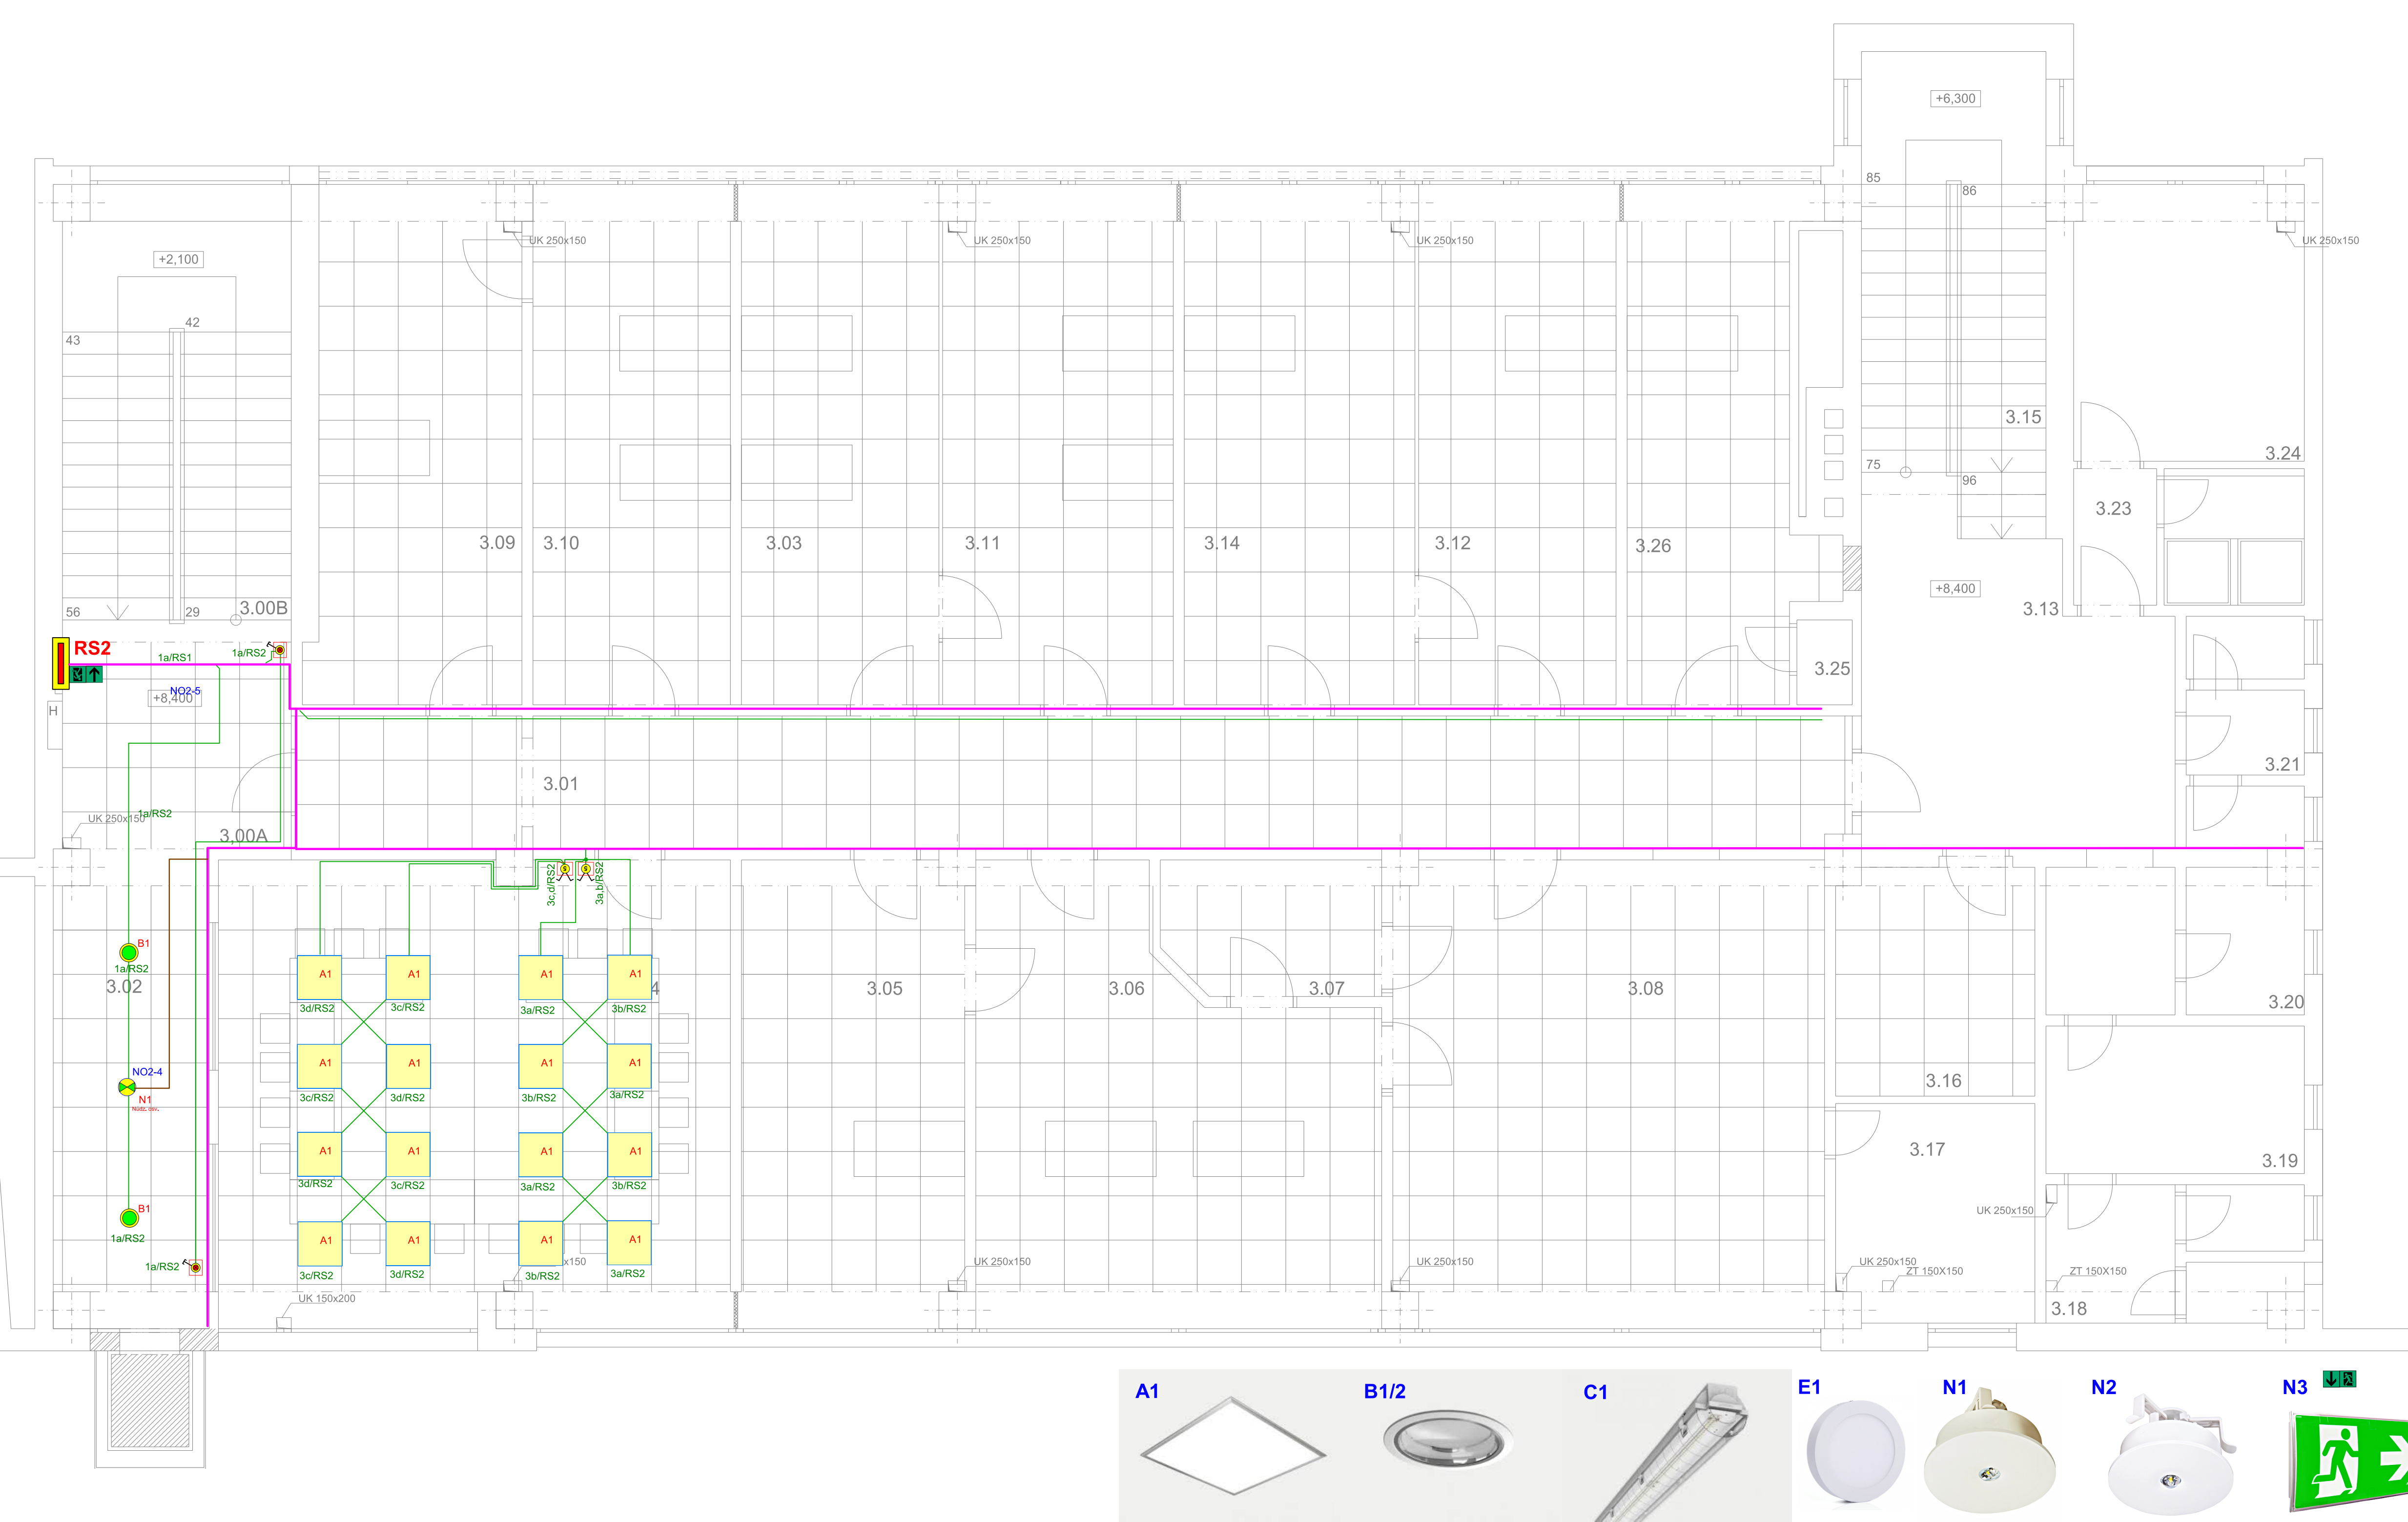 +6,300
85
86
UK 250x150
UK 250x150
UK 250x150
UK 250x150
+2,100
42
43
3.15
3.24
75
96
3.23
3.09
3.10
3.03
3.11
3.14
3.12
3.26
+8,400
56
29
3.00B
3.13
RS2
1a/RS1
1a/RS2
3.25
NO2-5
+8,400
H
3.01
3.21
1a/RS2
UK 250x150
3,00A
3c,d/RS2
3a,b/RS2
B1
1a/RS2
3.02
A1
A1
A1
A1
4
3.05
3.06
3.07
3.08
3.20
3d/RS2
3c/RS2
3a/RS2
3b/RS2
NO2-4
N1
Núdz. osv.
A1
A1
A1
A1
3c/RS2
3d/RS2
3b/RS2
3a/RS2
3.16
A1
A1
A1
A1
3.17
3.19
3d/RS2
3c/RS2
3a/RS2
3b/RS2
B1
1a/RS2
UK 250x150
A1
A1
A1
A1
1a/RS2
x150
UK 250x150
UK 250x150
UK 250x150
ZT 150X150
ZT 150X150
3c/RS2
3d/RS2
3b/RS2
3a/RS2
UK 150x200
3.18
A1
B1/2
C1
E1
N1
N2
N3